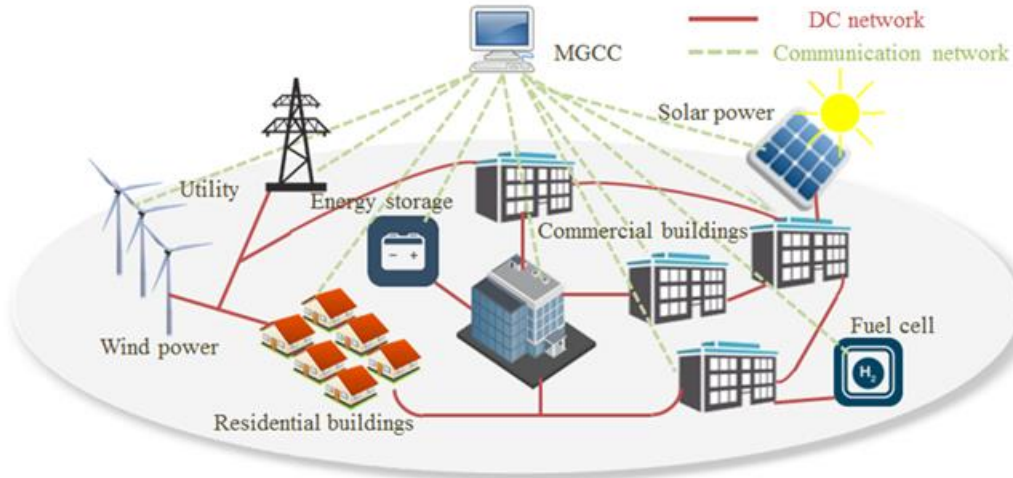 DC network
MGCC
Communication network
Solar power
Utility
Energy storage
Commercial buildings
Wind power
Fuel cell
H2
Residential buildings